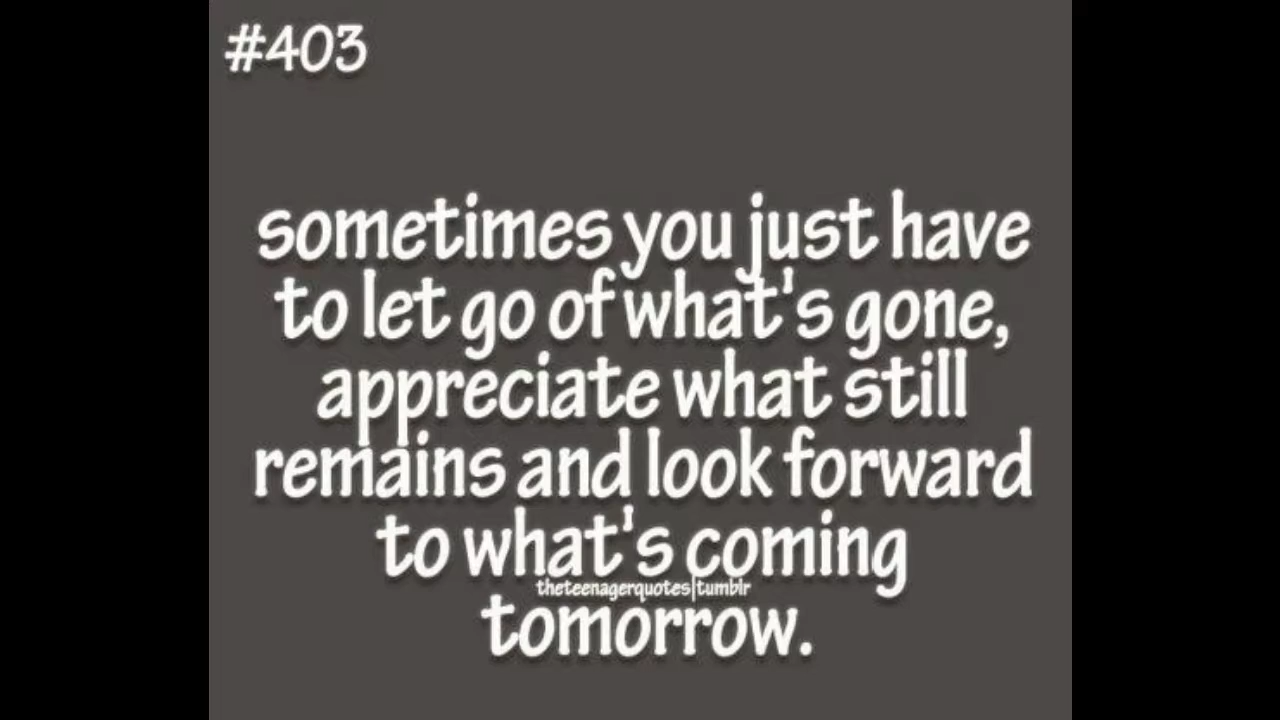 #403
sometimes you just have
to let go of what's gone,
appreciate what still
remains and look forward
to what's coming
theteenagerquotes|tumblr
tomorrow.